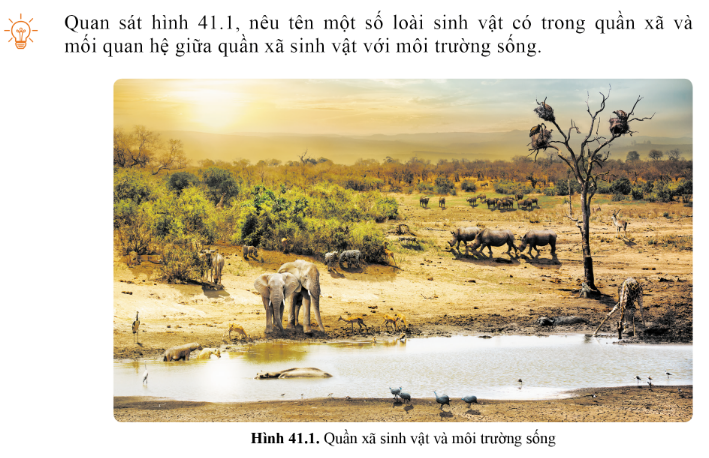 Quan sát hình 41.1, nêu tên một số loài sinh vật có trong quần xã và
mối quan hệ giữa quần xã sinh vật với môi trường sống.
Hình 41.1. Quần xã sinh vật và môi trường sống